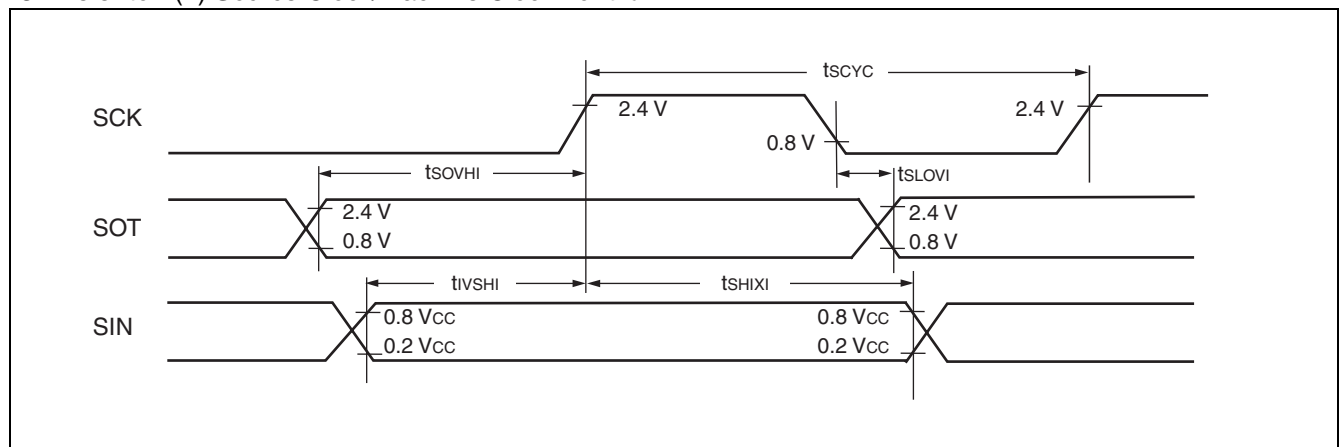 tSCYC
SCK
2.4 V
0.8 V
2.4 V
tSOVHI
tSLOVI
SOT
2.4 V
0.8 V
2.4 V
0.8 V
tIVSHI
tSHIXI
SIN
0.8 VCC
0.2 VCC
0.8 VCC
0.2 VCC